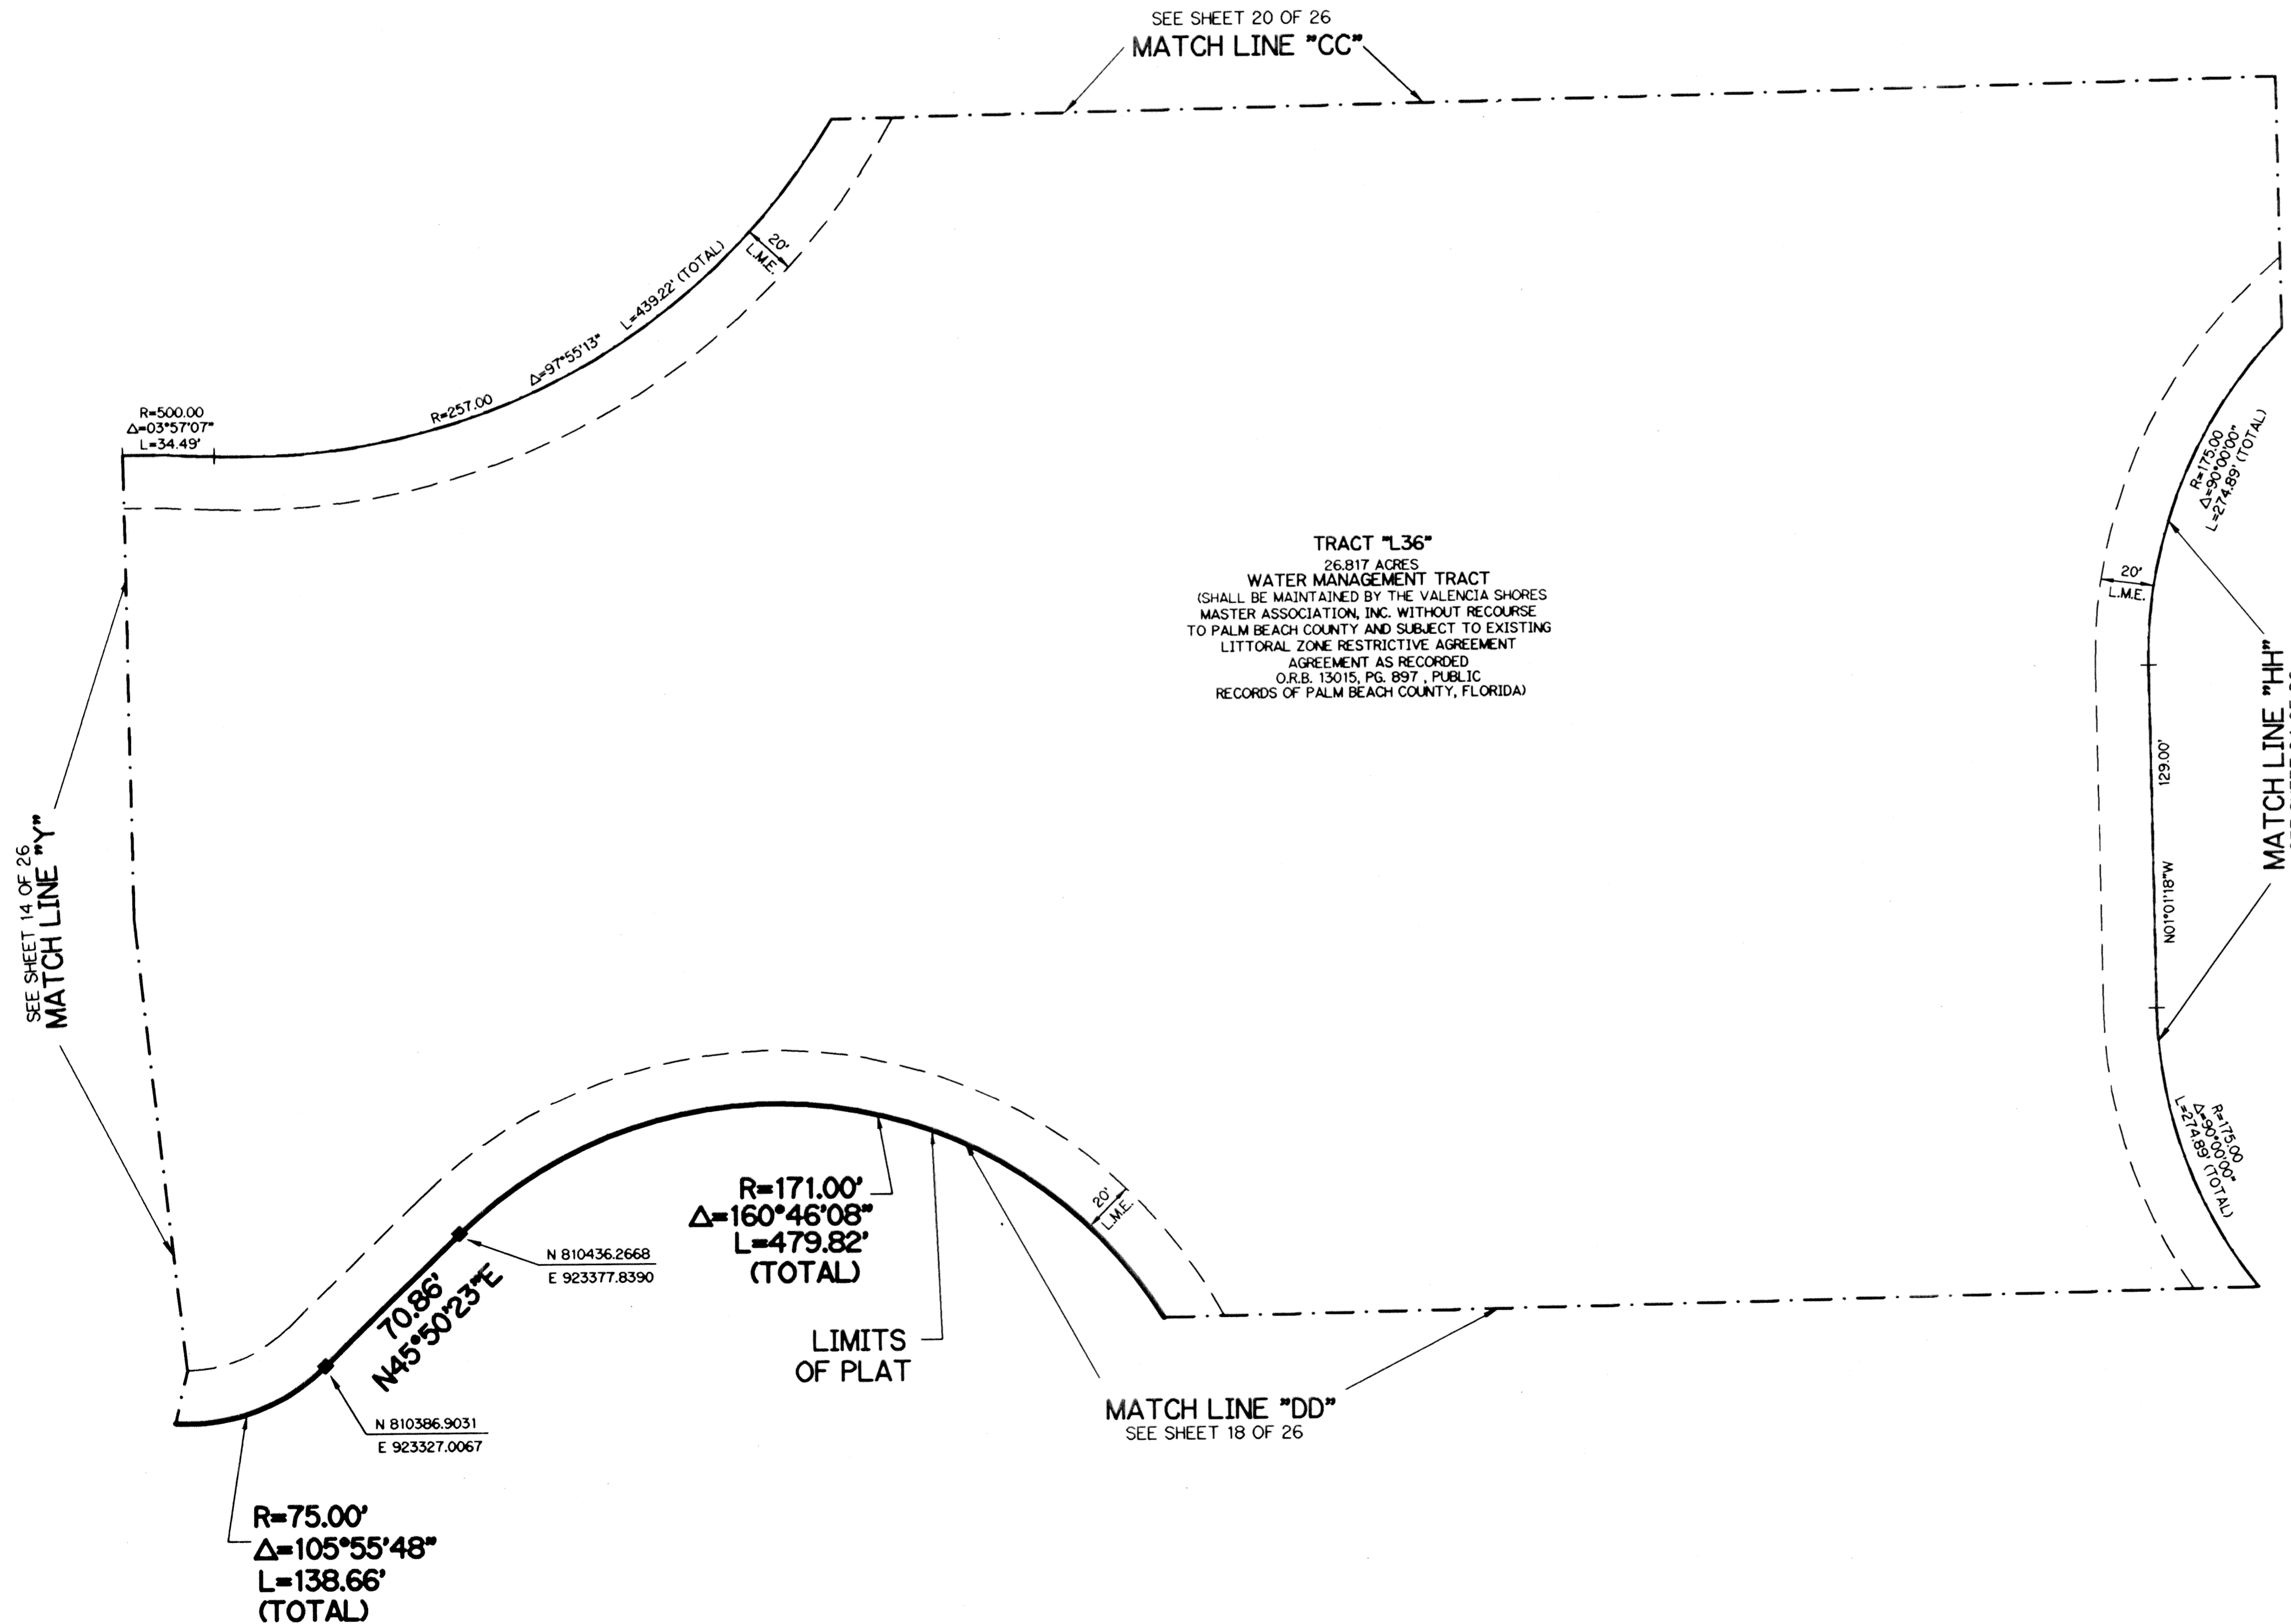 SEE SHEET 20 OF 26
MATCH LINE "CC"
20'
L.M.E.
L=439.22' (TOTAL)
Δ=97°55'13"
R=257.00
R=500.00
Δ=03°57'07"
L=34.49'
R=175.00
Δ=90°00'00"
L=274.89' (TOTAL)
TRACT "L36"
26.817 ACRES
WATER MANAGEMENT TRACT
(SHALL BE MAINTAINED BY THE VALENCIA SHORES
MASTER ASSOCIATION, INC. WITHOUT RECOURSE
TO PALM BEACH COUNTY AND SUBJECT TO EXISTING
LITTORAL ZONE RESTRICTIVE AGREEMENT
AGREEMENT AS RECORDED
O.R.B. 13015, PG. 897 , PUBLIC
RECORDS OF PALM BEACH COUNTY, FLORIDA)
20'
L.M.E.
MATCH LINE "HH"
129.00'
N01°01'18"W
SEE SHEET 14 OF 26
MATCH LINE "Y"
R=175.00
Δ=90°00'00"
L=274.89' (TOTAL)
R=171.00'
Δ=160°46'08"
L=479.82'
(TOTAL)
20'
L.M.E.
N 810436.2668
E 923377.8390
70.86'
N45°50'23"E
LIMITS
OF PLAT
MATCH LINE "DD"
SEE SHEET 18 OF 26
N 810386.9031
E 923327.0067
R=75.00'
Δ=105°55'48"
L=138.66'
(TOTAL)